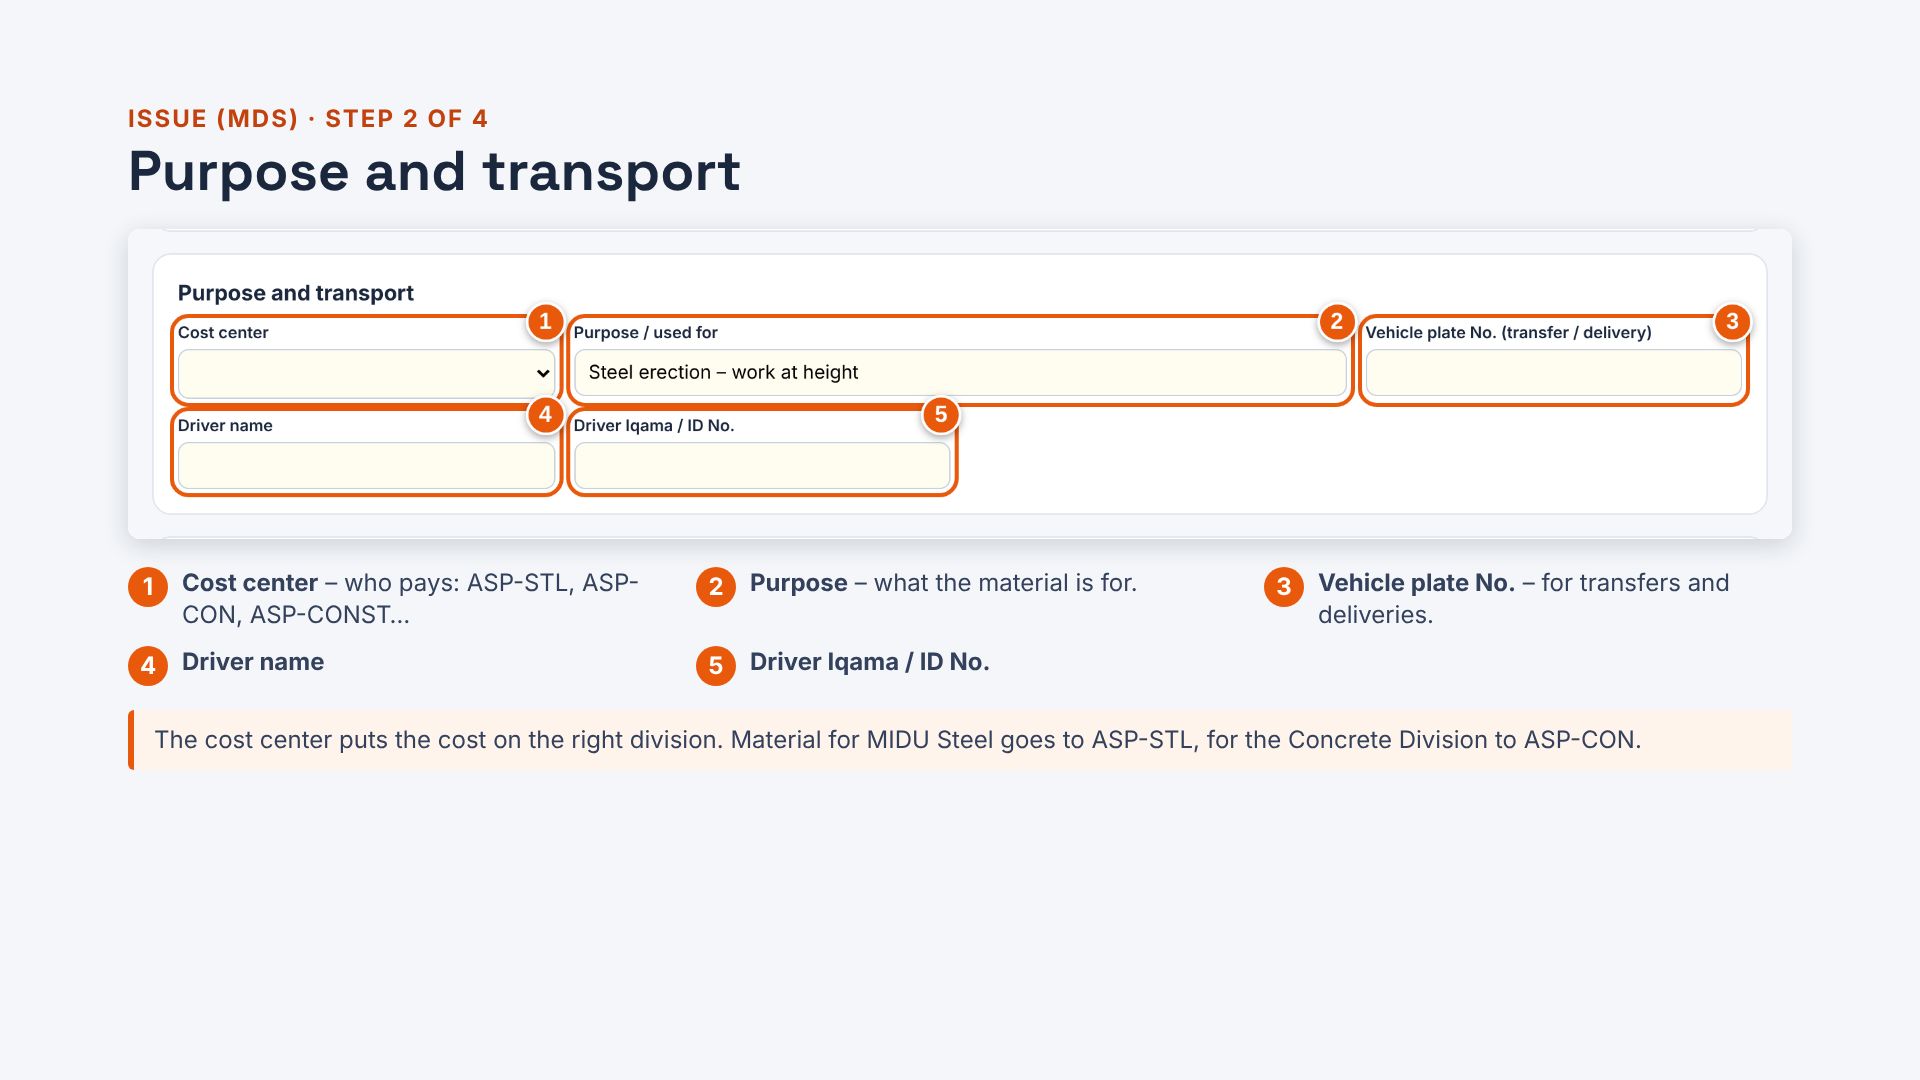 ISSUE (MDS) · STEP 2 OF 4
Purpose and transport
Purpose and transport
Cost center
1
Purpose / used for
2
Vehicle plate No. (transfer / delivery)
3
Steel erection – work at height
Driver name
4
Driver Iqama / ID No.
5
1 Cost center – who pays: ASP-STL, ASP-
CON, ASP-CONST...
2 Purpose – what the material is for.
3 Vehicle plate No. – for transfers and
deliveries.
4 Driver name
5 Driver Iqama / ID No.
The cost center puts the cost on the right division. Material for MIDU Steel goes to ASP-STL, for the Concrete Division to ASP-CON.